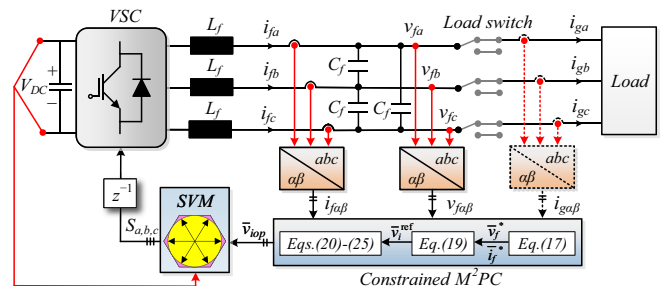 VSC
L_f
i_fa
v_fa
Load switch
i_ga
V_DC
+
−
L_f
i_fb
C_f
v_fb
i_gb
Load
L_f
i_fc
C_f
C_f
v_fc
i_gc
abc
αβ
abc
αβ
abc
αβ
z⁻¹
SVM
i_fαβ
v_fαβ
i_gαβ
S_a,b,c
v̄_iop
Eqs.(20)-(25)
v̄_i^ref
Eq.(19)
v̄_f*
ī_f*
Eq.(17)
Constrained M²PC